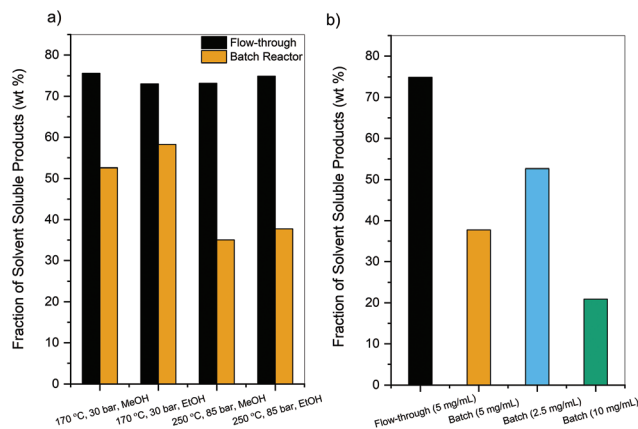 a)
Fraction of Solvent Soluble Products (wt %)
85
80
70
60
50
40
30
20
10
0
Flow-through
Batch Reactor
170 °C, 30 bar, MeOH
170 °C, 30 bar, EtOH
250 °C, 85 bar, MeOH
250 °C, 85 bar, EtOH
b)
Fraction of Solvent Soluble Products (wt %)
80
70
60
50
40
30
20
10
0
Flow-through (5 mg/mL)
Batch (5 mg/mL)
Batch (2.5 mg/mL)
Batch (10 mg/mL)